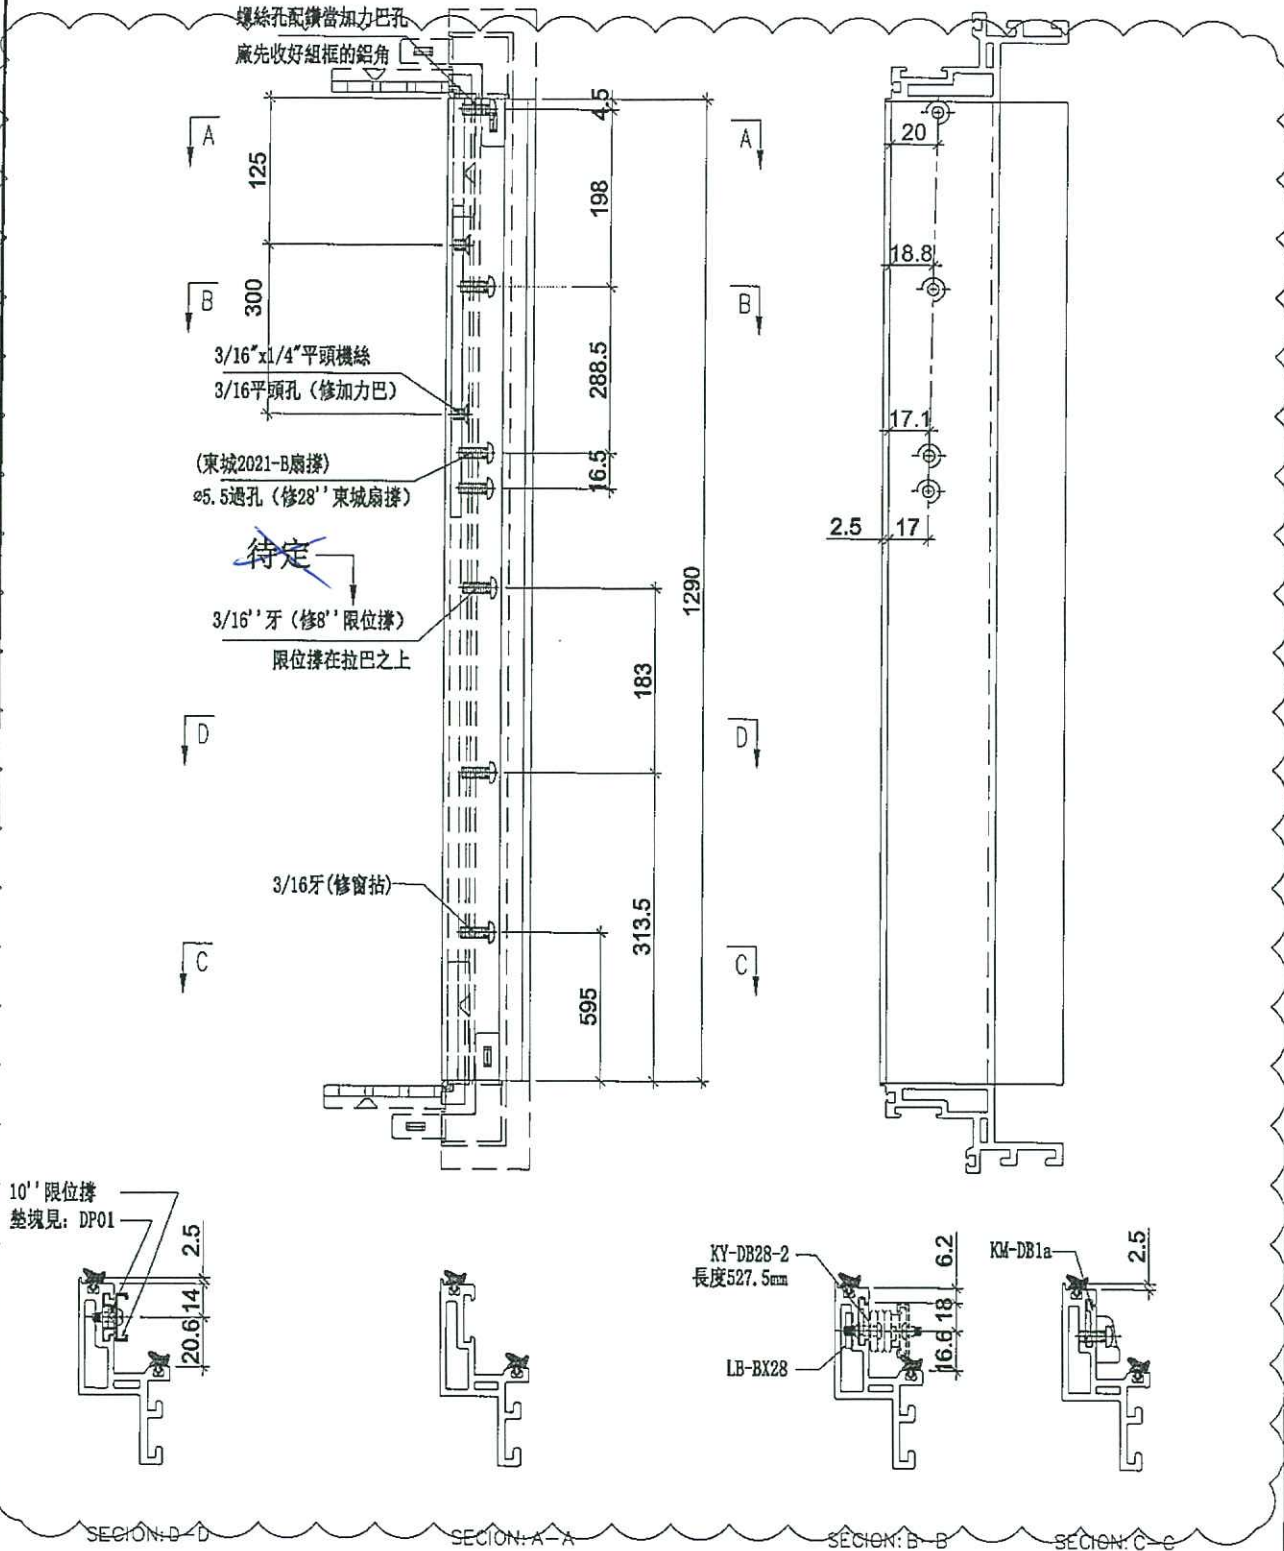 螺絲孔配鑽當加力巴孔
廠先收好組框的鋁角
A
A
125
4.5
20
198
18.8
B
B
300
3/16"x1/4"平頭機絲
3/16平頭孔（修加力巴）
288.5
17.1
(東城2021-B扇撐)
ø5.5過孔（修28''東城扇撐）
16.5
2.5
17
待定
1290
3/16''牙（修8''限位撐）
限位撐在拉巴之上
183
D
D
3/16牙(修窗拈)
313.5
C
C
595
10''限位撐
墊塊見: DP01
2.5
14
20.6
KY-DB28-2
長度527.5mm
LB-BX28
6.2
18
16.6
KM-DB1a
2.5
SECION: D-D
SECION: A-A
SECION: B-B
SECION: C-C